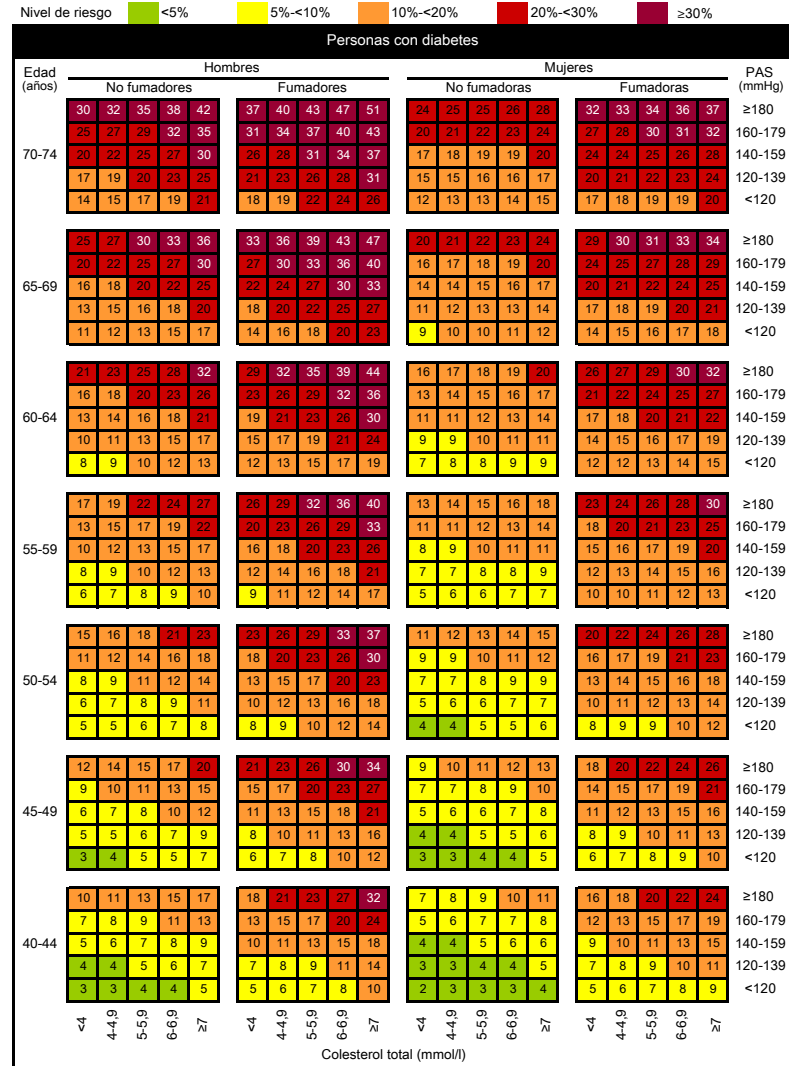 Nivel de riesgo <5% 5%-<10% 10%-<20% 20%-<30% ≥30%
Personas con diabetes
Edad (años) Hombres Mujeres PAS (mmHg)
No fumadores Fumadores No fumadoras Fumadoras
30 32 35 38 42 37 40 43 47 51 24 25 25 26 28 32 33 34 36 37 ≥180
25 27 29 32 35 31 34 37 40 43 20 21 22 23 24 27 28 30 31 32 160-179
70-74 20 22 25 27 30 26 28 31 34 37 17 18 19 19 20 24 24 25 26 28 140-159
17 19 20 23 25 21 23 26 28 31 15 15 16 16 17 20 21 22 23 24 120-139
14 15 17 19 21 18 19 22 24 26 12 13 13 14 15 17 18 19 19 20 <120
25 27 30 33 36 33 36 39 43 47 20 21 22 23 24 29 30 31 33 34 ≥180
20 22 25 27 30 27 30 33 36 40 16 17 18 19 20 24 25 27 28 29 160-179
65-69 16 18 20 22 25 22 24 27 30 33 14 14 15 16 17 20 21 22 24 25 140-159
13 15 16 18 20 18 20 22 25 27 11 12 13 13 14 17 18 19 20 21 120-139
11 12 13 15 17 14 16 18 20 23 9 10 10 11 12 14 15 16 17 18 <120
21 23 25 28 32 29 32 35 39 44 16 17 18 19 20 26 27 29 30 32 ≥180
16 18 20 23 26 23 26 29 32 36 13 14 15 16 17 21 22 24 25 27 160-179
60-64 13 14 16 18 21 19 21 23 26 30 11 11 12 13 14 17 18 20 21 22 140-159
10 11 13 15 17 15 17 19 21 24 9 9 10 11 11 14 15 16 17 19 120-139
8 9 10 12 13 12 13 15 17 19 7 8 8 9 9 12 12 13 14 15 <120
17 19 22 24 27 26 29 32 36 40 13 14 15 16 18 23 24 26 28 30 ≥180
13 15 17 19 22 20 23 26 29 33 11 11 12 13 14 18 20 21 23 25 160-179
55-59 10 12 13 15 17 16 18 20 23 26 8 9 10 11 11 15 16 17 19 20 140-159
8 9 10 12 13 12 14 16 18 21 7 7 8 8 9 12 13 14 15 16 120-139
6 7 8 9 10 9 11 12 14 17 5 6 6 7 7 10 10 11 12 13 <120
15 16 18 21 23 23 26 29 33 37 11 12 13 14 15 20 22 24 26 28 ≥180
11 12 14 16 18 18 20 23 26 30 9 9 10 11 12 16 17 19 21 23 160-179
50-54 8 9 11 12 14 13 15 17 20 23 7 7 8 9 9 13 14 15 16 18 140-159
6 7 8 9 11 10 12 13 16 18 5 6 6 7 7 10 11 12 13 14 120-139
5 5 6 7 8 8 9 10 12 14 4 4 5 5 6 8 9 9 10 12 <120
12 14 15 17 20 21 23 26 30 34 9 10 11 12 13 18 20 22 24 26 ≥180
9 10 11 13 15 15 17 20 23 27 7 7 8 9 10 14 15 17 19 21 160-179
45-49 6 7 8 10 12 11 13 15 18 21 5 6 6 7 8 11 12 13 15 16 140-159
5 5 6 7 9 8 10 11 13 16 4 4 5 5 6 8 9 10 11 13 120-139
3 4 5 5 7 6 7 8 10 12 3 3 4 4 5 6 7 8 9 10 <120
10 11 13 15 17 18 21 23 27 32 7 8 9 10 11 16 18 20 22 24 ≥180
7 8 9 11 13 13 15 17 20 24 5 6 7 7 8 12 13 15 17 19 160-179
40-44 5 6 7 8 9 10 11 13 15 18 4 4 5 6 6 9 10 11 13 15 140-159
4 4 5 6 7 7 8 9 11 14 3 3 4 4 5 7 8 9 10 11 120-139
3 3 4 4 5 5 6 7 8 10 2 3 3 3 4 5 6 7 8 9 <120
<4 4-4,9 5-5,9 6-6,9 ≥7 <4 4-4,9 5-5,9 6-6,9 ≥7 <4 4-4,9 5-5,9 6-6,9 ≥7 <4 4-4,9 5-5,9 6-6,9 ≥7
Colesterol total (mmol/l)